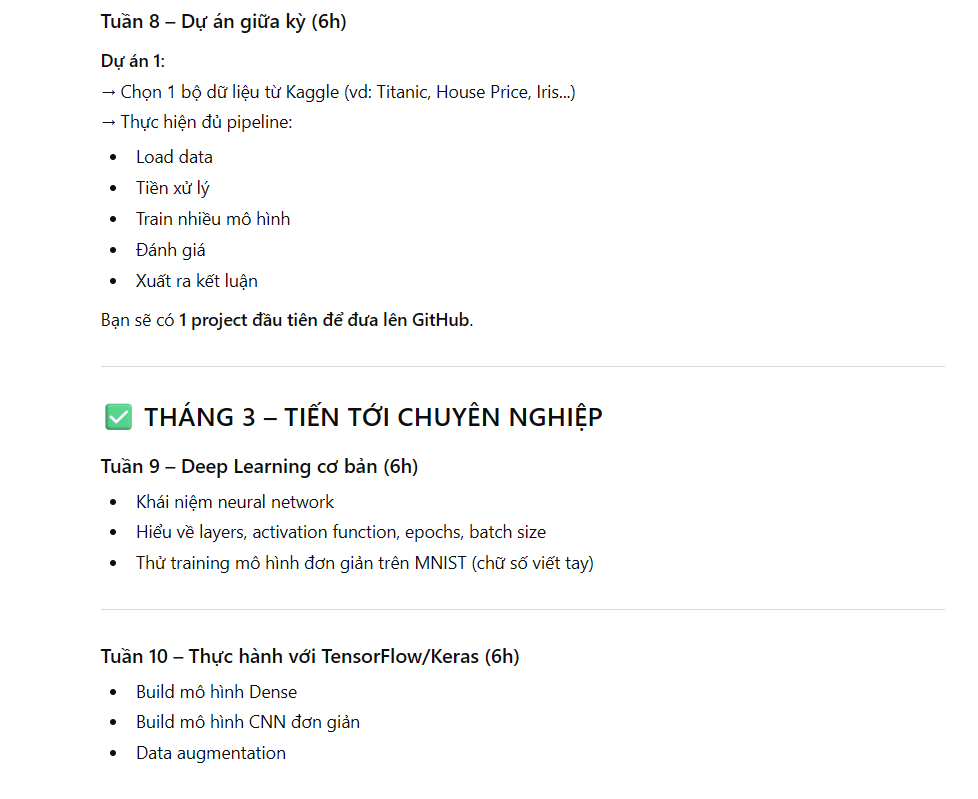 Tuần 8 – Dự án giữa kỳ (6h)
Dự án 1:
→ Chọn 1 bộ dữ liệu từ Kaggle (vd: Titanic, House Price, Iris...)
→ Thực hiện đủ pipeline:
• Load data
• Tiền xử lý
• Train nhiều mô hình
• Đánh giá
• Xuất ra kết luận
Bạn sẽ có 1 project đầu tiên để đưa lên GitHub.
✅ THÁNG 3 – TIẾN TỚI CHUYÊN NGHIỆP
Tuần 9 – Deep Learning cơ bản (6h)
• Khái niệm neural network
• Hiểu về layers, activation function, epochs, batch size
• Thử training mô hình đơn giản trên MNIST (chữ số viết tay)
Tuần 10 – Thực hành với TensorFlow/Keras (6h)
• Build mô hình Dense
• Build mô hình CNN đơn giản
• Data augmentation